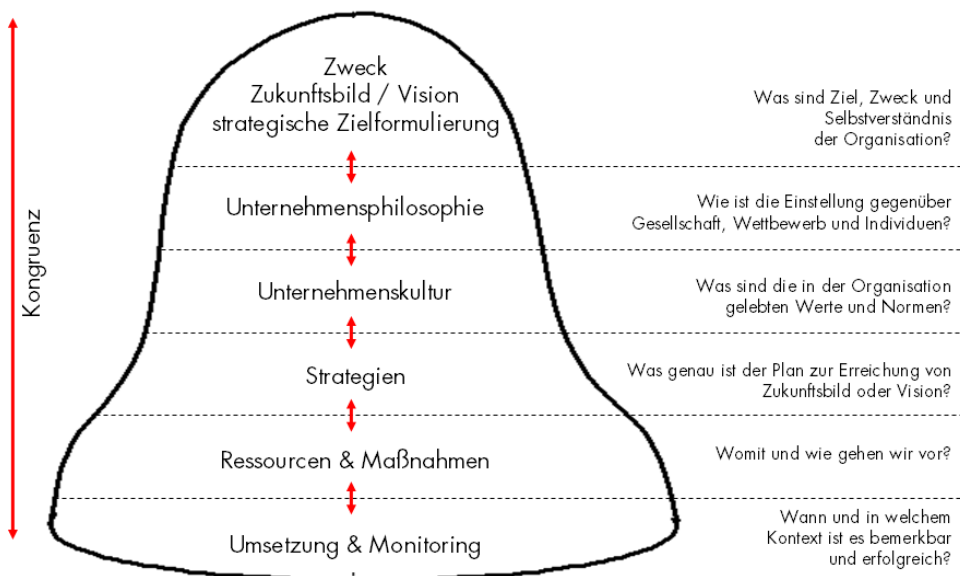 Kongruenz
Zweck
Zukunftsbild / Vision
strategische Zielformulierung
Was sind Ziel, Zweck und
Selbstverständnis
der Organisation?
Unternehmensphilosophie
Wie ist die Einstellung gegenüber
Gesellschaft, Wettbewerb und Individuen?
Unternehmenskultur
Was sind die in der Organisation
gelebten Werte und Normen?
Strategien
Was genau ist der Plan zur Erreichung von
Zukunftsbild oder Vision?
Ressourcen & Maßnahmen
Womit und wie gehen wir vor?
Umsetzung & Monitoring
Wann und in welchem
Kontext ist es bemerkbar
und erfolgreich?